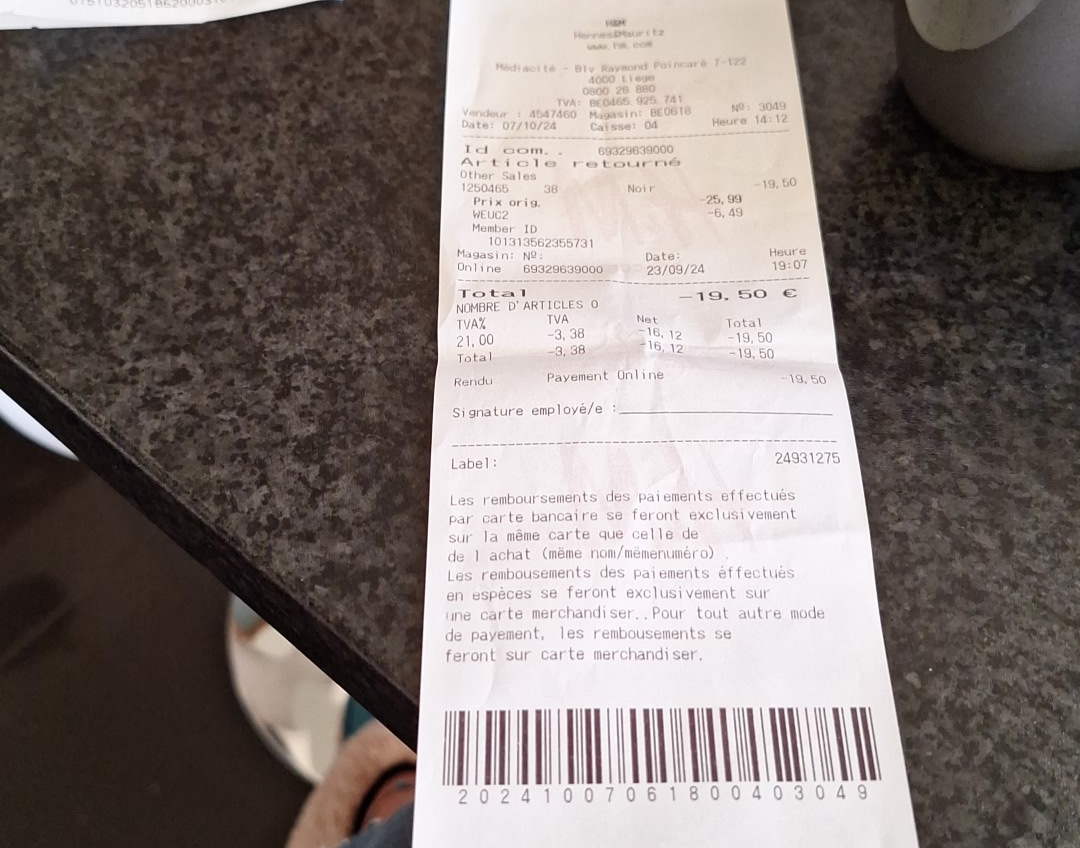 0751032051862000
H&M
Hennes&Mauritz
www.hm.com
Médiacité - Blv Raymond Poincaré 7-122
4000 Liege
0800 26 880
TVA: BE0465.925.741
Vendeur : 4547460 Magasin: BE0618 Nº: 3049
Date: 07/10/24 Caisse: 04 Heure 14:12
Id com. . 69329639000
Article retourné
Other Sales
1250465 38 Noir -19,50
Prix orig. -25,99
WEUC2 -6,49
Member ID
101313562355731
Magasin: Nº: Date: Heure
Online 69329639000 23/09/24 19:07
Total -19.50 €
NOMBRE D'ARTICLES 0
TVA% TVA Net Total
21,00 -3,38 -16,12 -19,50
Total -3,38 -16,12 -19,50
Rendu Payement Online -19,50
Signature employé/e :
Label: 24931275
Les remboursements des paiements effectués
par carte bancaire se feront exclusivement
sur la même carte que celle de
de l achat (même nom/mêmenuméro) .
Les rembousements des paiements éffectués
en espèces se feront exclusivement sur
une carte merchandiser..Pour tout autre mode
de payement, les rembousements se
feront sur carte merchandiser.
20241007061800403049